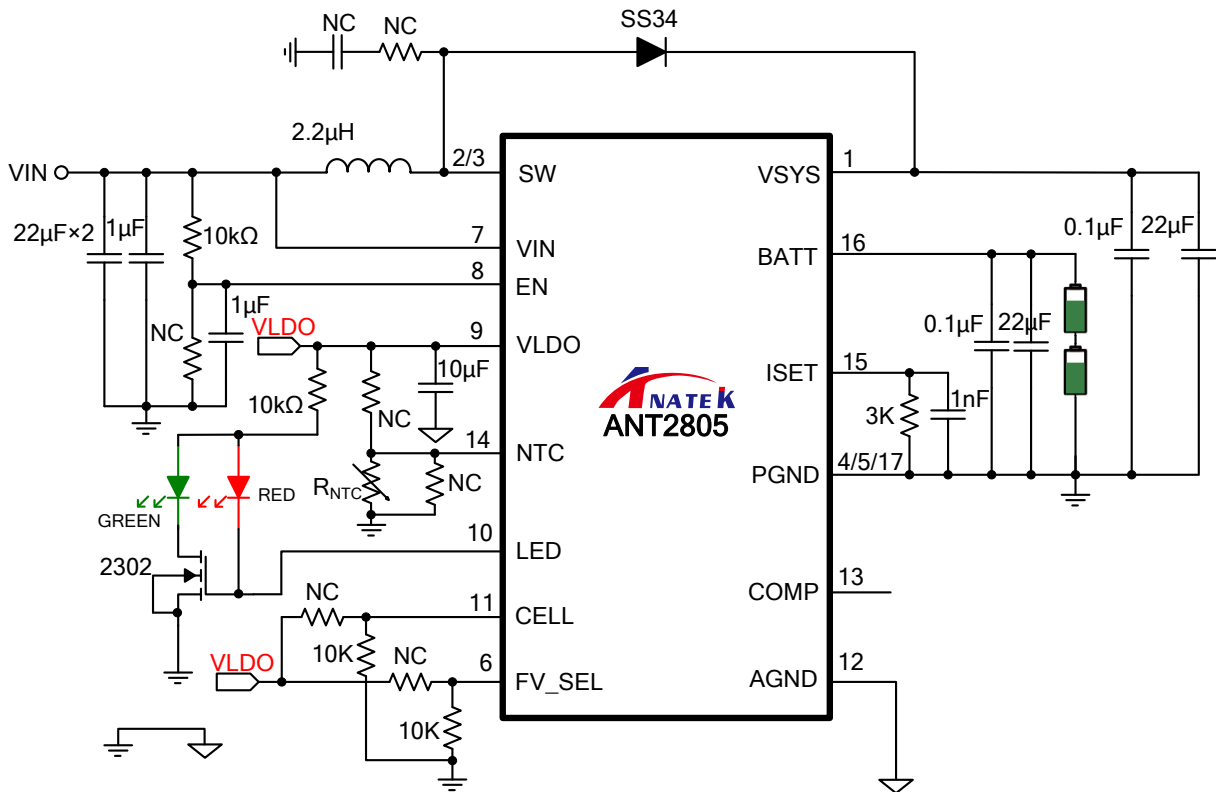 NC
NC
SS34
2.2µH
VIN
2/3
SW
VSYS
1
22µF×2
1µF
10kΩ
7
VIN
BATT
16
0.1µF
22µF
8
EN
NC
1µF
VLDO
9
VLDO
10µF
10kΩ
NC
0.1µF
22µF
ISET
15
3K
1nF
ANATEK
ANT2805
14
NTC
RNTC
NC
PGND
4/5/17
GREEN
RED
10
LED
2302
NC
11
CELL
COMP
13
10K
VLDO
NC
6
FV_SEL
AGND
12
10K